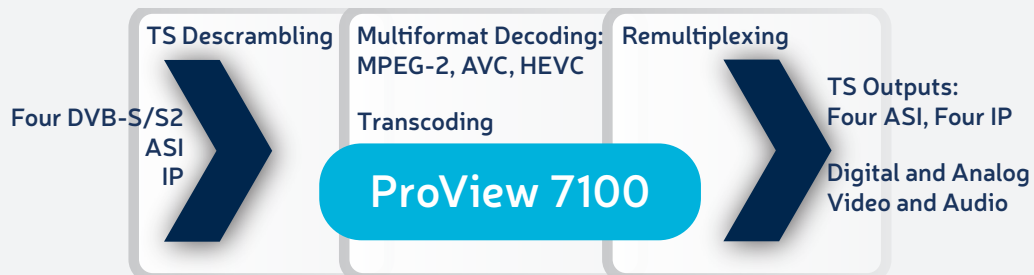 Four DVB-S/S2
ASI
IP
TS Descrambling
Multiformat Decoding:
MPEG-2, AVC, HEVC
Transcoding
Remultiplexing
ProView 7100
TS Outputs:
Four ASI, Four IP
Digital and Analog
Video and Audio